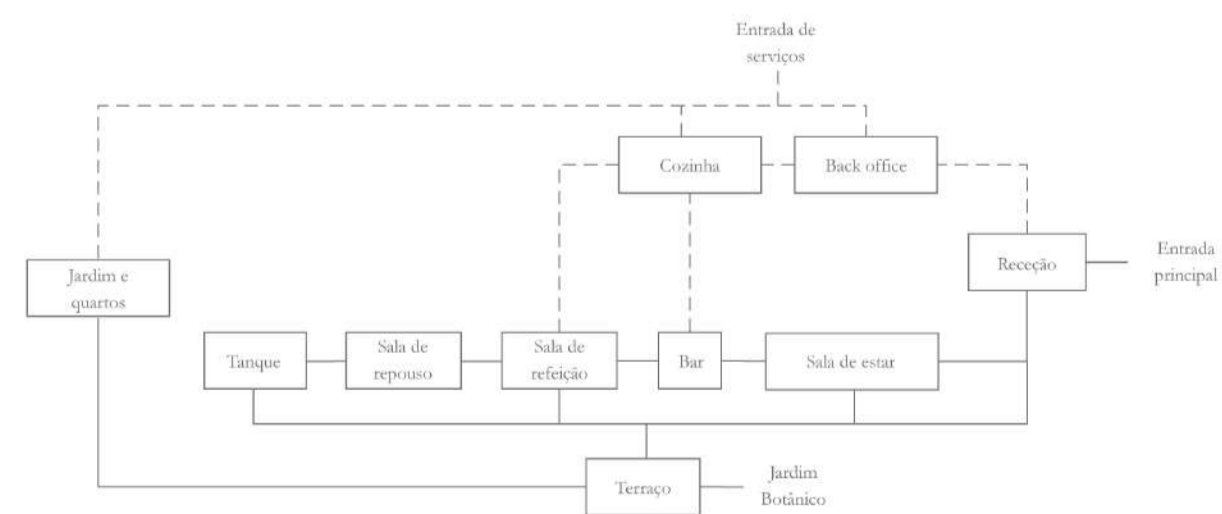 Entrada de
serviços
Cozinha
Back office
Receção
Entrada
principal
Jardim e
quartos
Tanque
Sala de
repouso
Sala de
refeição
Bar
Sala de estar
Terraço
Jardim
Botânico